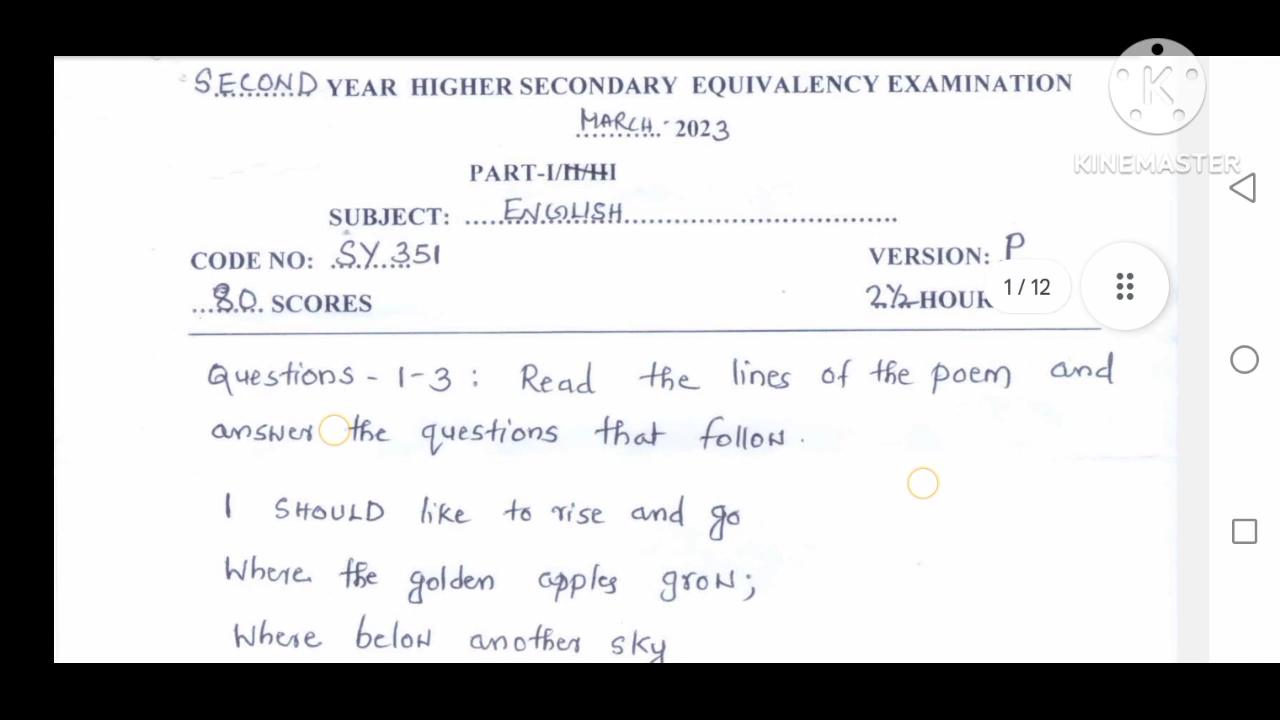 SECOND YEAR HIGHER SECONDARY EQUIVALENCY EXAMINATION
MARCH - 2023
PART-I/II/III
SUBJECT: .....ENGLISH..................................
CODE NO: SY 351
VERSION: P
...80. SCORES
2½ HOUR
1 / 12
KINEMASTER
Questions - 1-3 : Read the lines of the poem and
answer the questions that follow.
I SHOULD like to rise and go
Where the golden apples grow;
Where below another sky